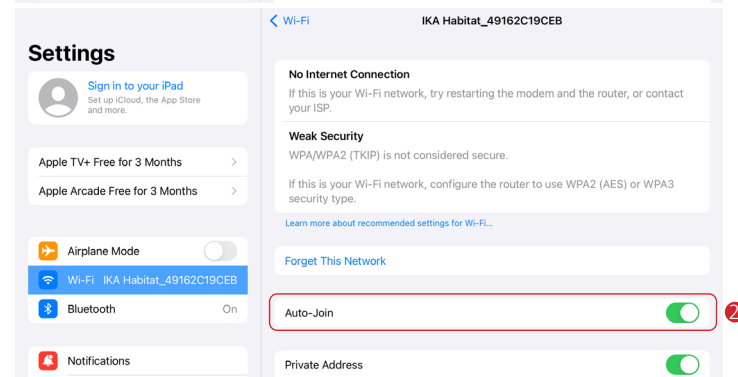 Wi-Fi
IKA Habitat_49162C19CEB
Settings
Sign in to your iPad
Set up iCloud, the App Store
and more.
Apple TV+ Free for 3 Months
Apple Arcade Free for 3 Months
Airplane Mode
Wi-Fi IKA Habitat_49162C19CEB
Bluetooth On
Notifications
No Internet Connection
If this is your Wi-Fi network, try restarting the modem and the router, or contact
your ISP.
Weak Security
WPA/WPA2 (TKIP) is not considered secure.
If this is your Wi-Fi network, configure the router to use WPA2 (AES) or WPA3
security type.
Learn more about recommended settings for Wi-Fi...
Forget This Network
Auto-Join
2
Private Address